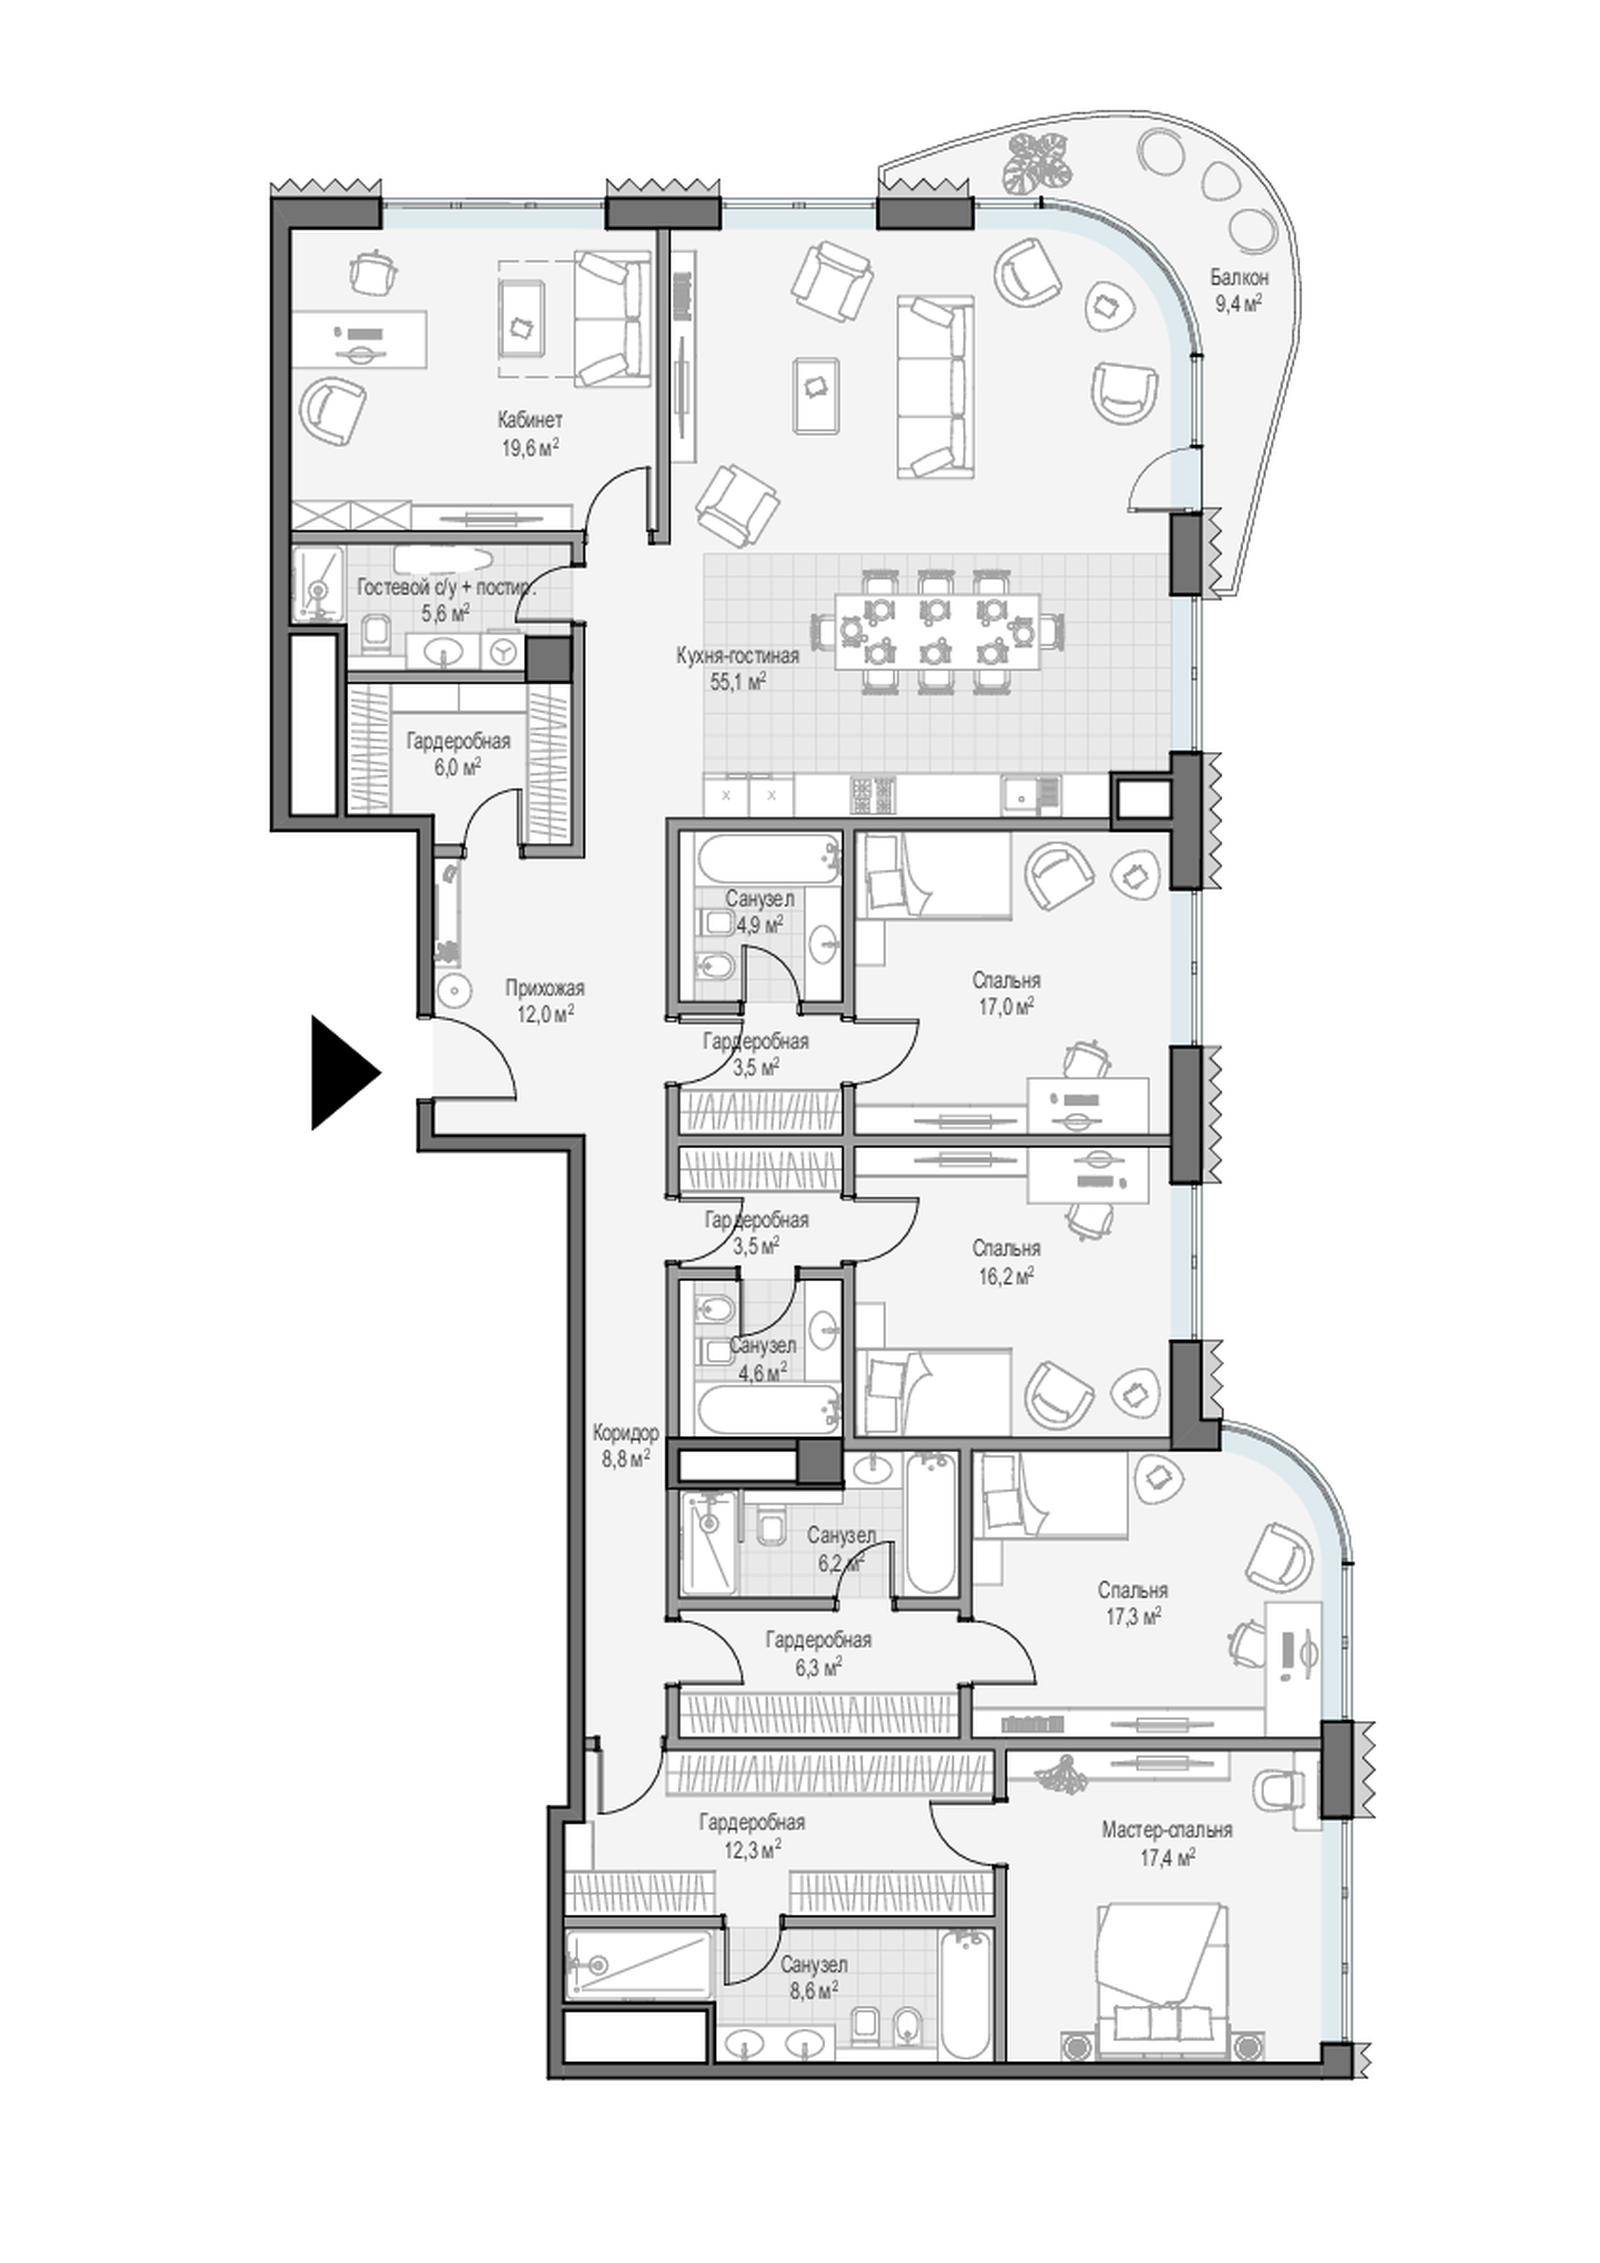 Балкон
9,4 м²
Кабинет
19,6 м²
Гостевой с/у + постир.
5,6 м²
Кухня-гостиная
55,1 м²
Гардеробная
6,0 м²
Санузел
4,9 м²
Спальня
17,0 м²
Прихожая
12,0 м²
Гардеробная
3,5 м²
Гардеробная
3,5 м²
Спальня
16,2 м²
Санузел
4,6 м²
Коридор
8,8 м²
Санузел
6,2 м²
Спальня
17,3 м²
Гардеробная
6,3 м²
Гардеробная
12,3 м²
Мастер-спальня
17,4 м²
Санузел
8,6 м²